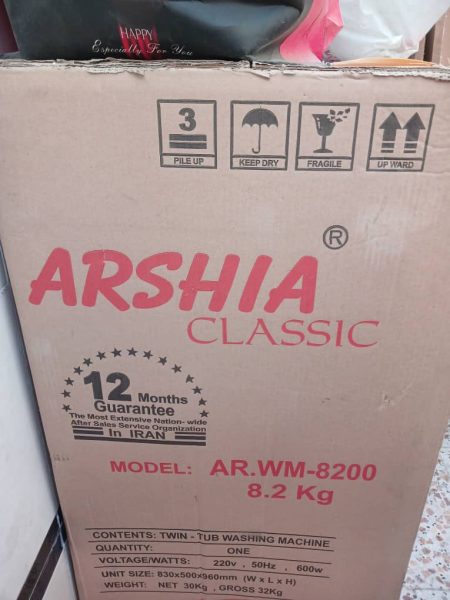 HAPPY
Especially For You
3
PILE UP
KEEP DRY
FRAGILE
UP WARD
®
ARSHIA
CLASSIC
12 Months
Guarantee
The Most Extensive Nation- wide
After Sales Service Organization
In IRAN
MODEL: AR.WM-8200
8.2 Kg
CONTENTS: TWIN - TUB WASHING MACHINE
QUANTITY: ONE
VOLTAGE/WATTS: 220v , 50Hz , 600w
UNIT SIZE: 830x500x960mm (W x L x H)
WEIGHT: NET 30Kg , GROSS 32Kg